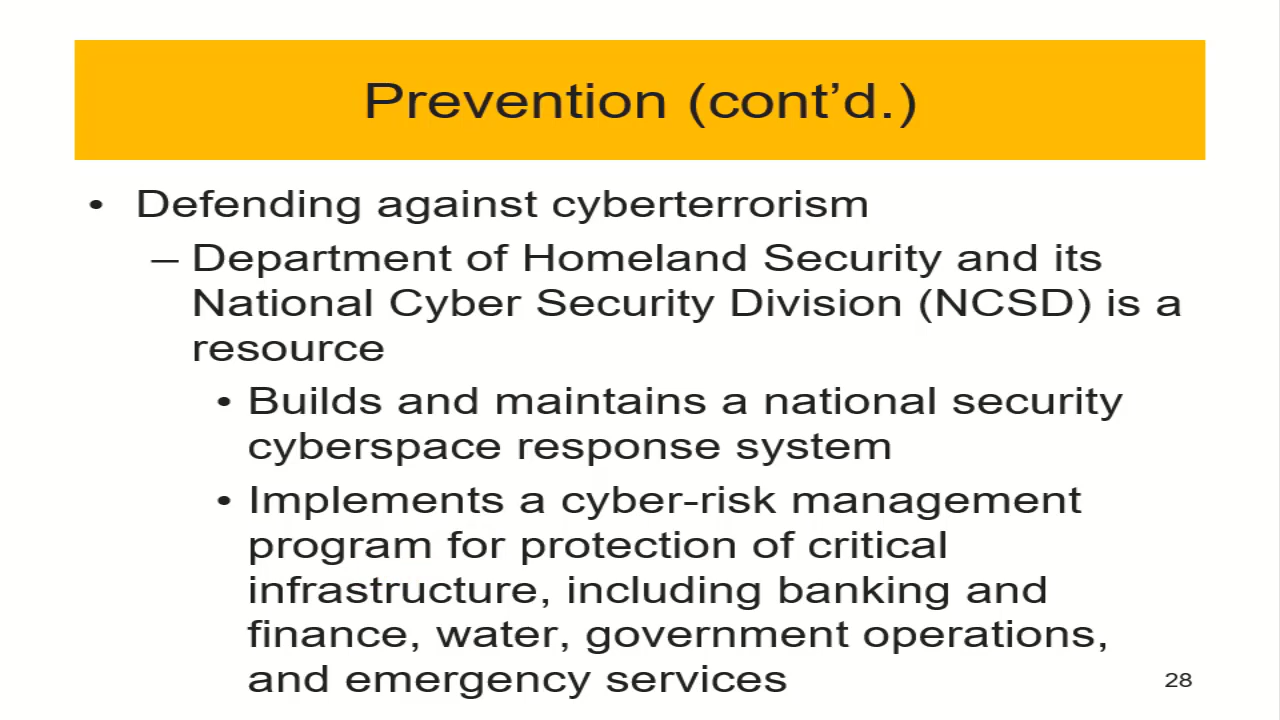 Prevention (cont’d.)
• Defending against cyberterrorism
– Department of Homeland Security and its
National Cyber Security Division (NCSD) is a
resource
• Builds and maintains a national security
cyberspace response system
• Implements a cyber-risk management
program for protection of critical
infrastructure, including banking and
finance, water, government operations,
and emergency services
28